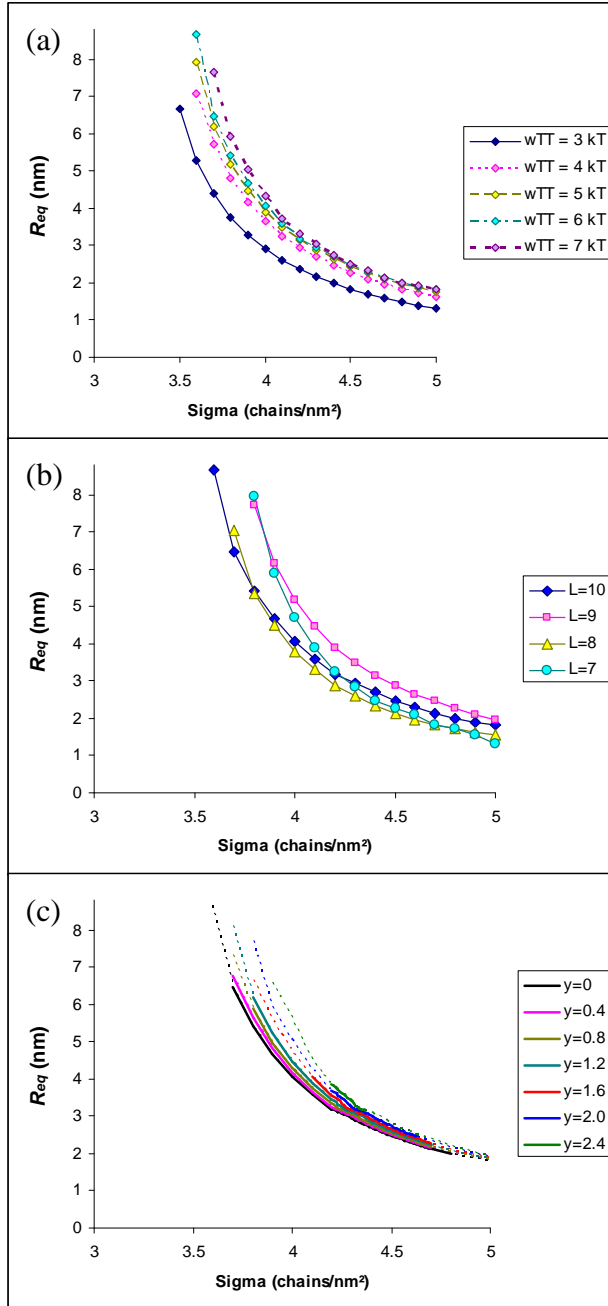 (a)
8
7
6
5
4
3
2
1
0
3
3.5
4
4.5
5
Req (nm)
Sigma (chains/nm²)
wTT = 3 kT
wTT = 4 kT
wTT = 5 kT
wTT = 6 kT
wTT = 7 kT
(b)
8
7
6
5
4
3
2
1
0
3
3.5
4
4.5
5
Req (nm)
Sigma (chains/nm²)
L=10
L=9
L=8
L=7
(c)
8
7
6
5
4
3
2
1
0
3
3.5
4
4.5
5
Req (nm)
Sigma (chains/nm²)
y=0
y=0.4
y=0.8
y=1.2
y=1.6
y=2.0
y=2.4